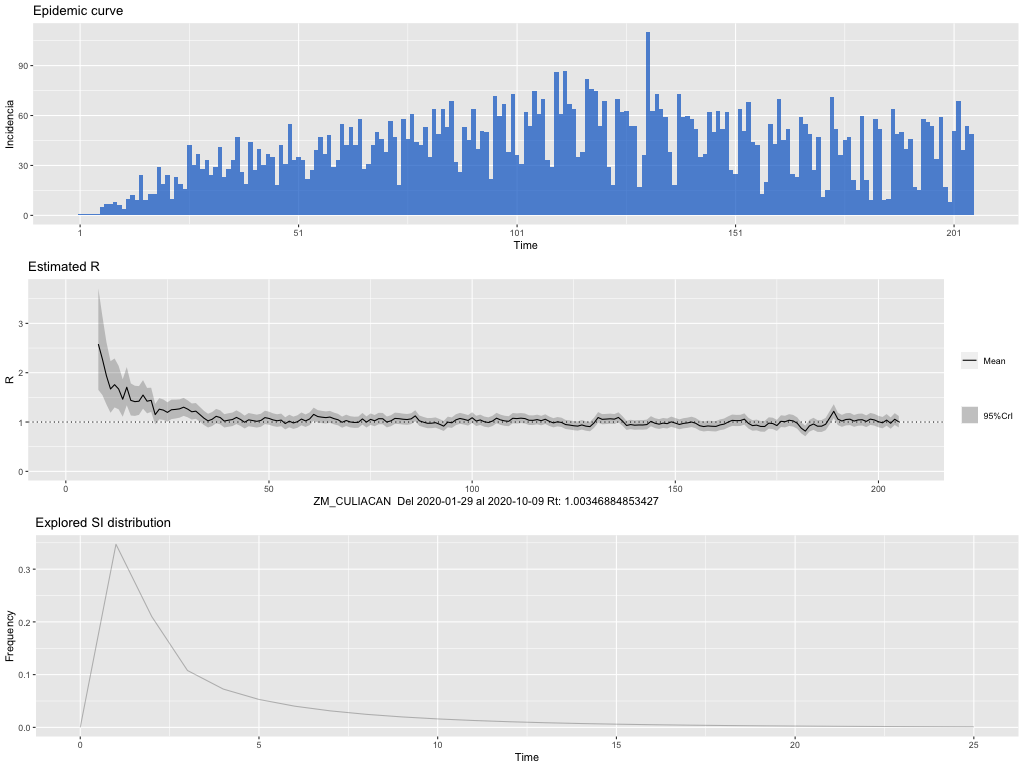 Epidemic curve
90
60
30
0
Incidencia
1 51 101 151 201
Time
Estimated R
3
2
1
0
R
0 50 100 150 200
ZM_CULIACAN Del 2020-01-29 al 2020-10-09 Rt: 1.00346884853427
Mean
95%CrI
Explored SI distribution
0.3
0.2
0.1
0.0
Frequency
0 5 10 15 20 25
Time